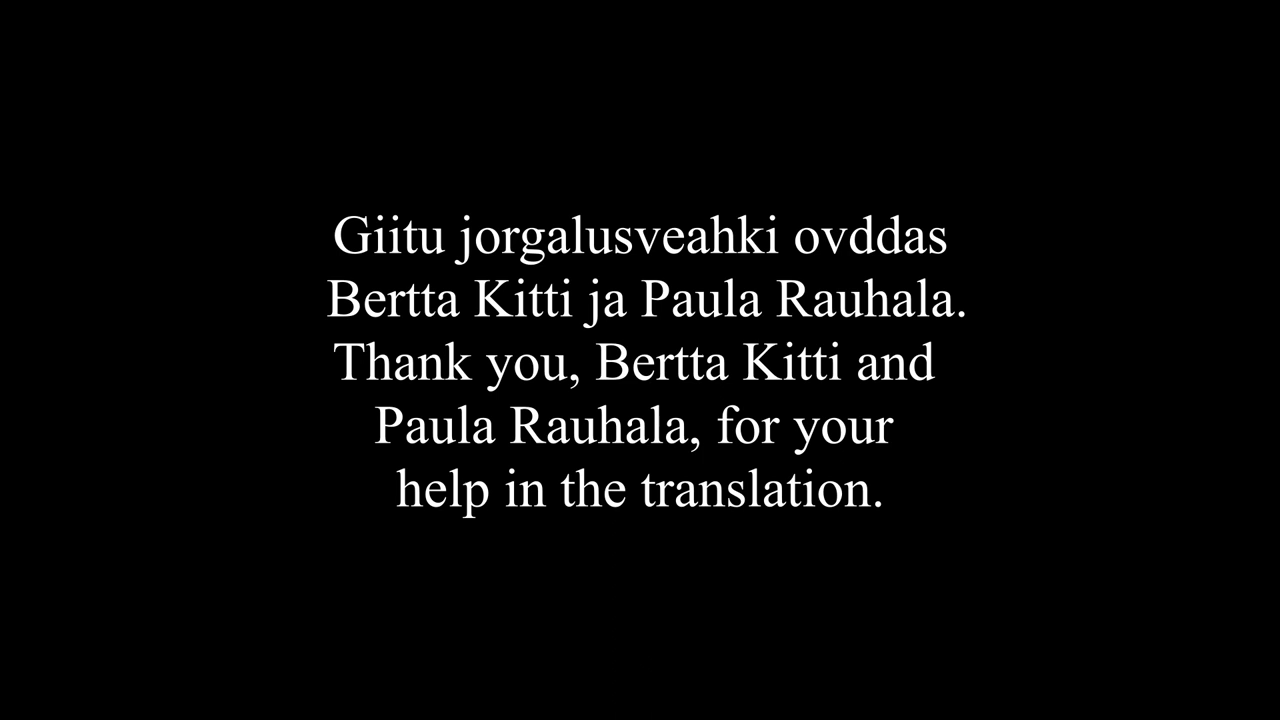 Giitu jorgalusveahki ovddas
Bertta Kitti ja Paula Rauhala.
Thank you, Bertta Kitti and
Paula Rauhala, for your
help in the translation.